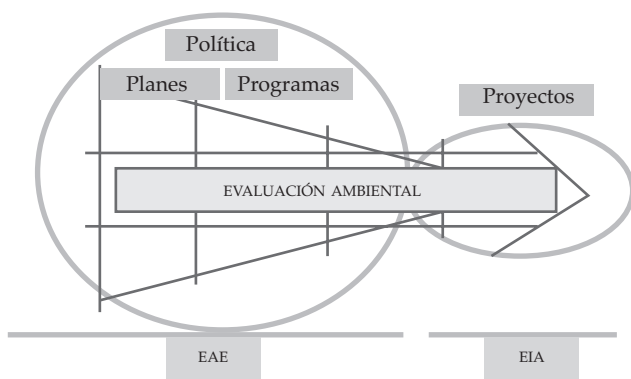 Política
Planes Programas
Proyectos
EVALUACIÓN AMBIENTAL
EAE EIA